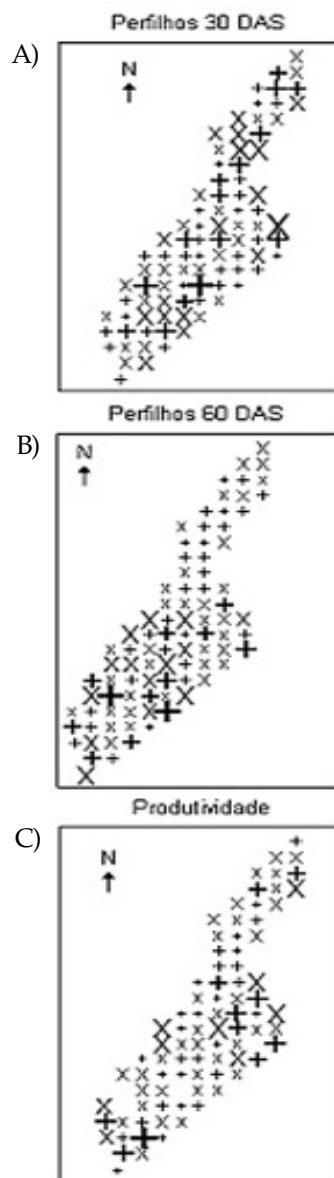 Perfilhos 30 DAS
A)
N
Perfilhos 60 DAS
B)
N
Produtividade
C)
N